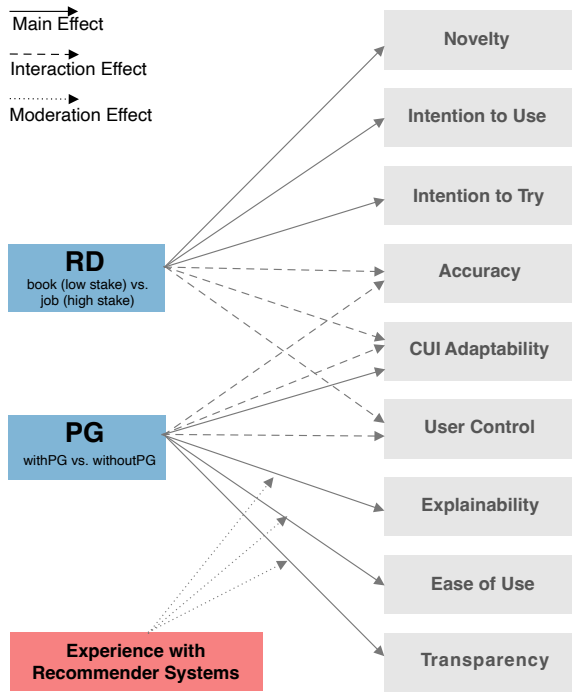 Main Effect
Interaction Effect
Moderation Effect
Novelty
Intention to Use
Intention to Try
RD
book (low stake) vs.
job (high stake)
Accuracy
CUI Adaptability
PG
withPG vs. withoutPG
User Control
Explainability
Ease of Use
Experience with
Recommender Systems
Transparency